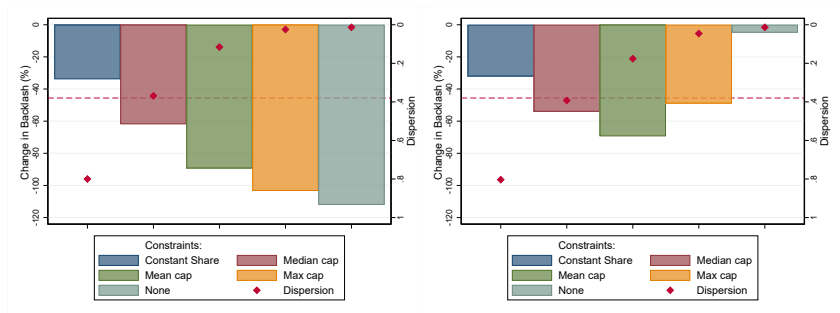 Change in Backlash (%)
0
-20
-40
-60
-80
-100
-120
0
.2
.4
.6
.8
1
Dispersion
Constraints:
Constant Share
Median cap
Mean cap
Max cap
None
Dispersion
Change in Backlash (%)
0
-20
-40
-60
-80
-100
-120
0
.2
.4
.6
.8
1
Dispersion
Constraints:
Constant Share
Median cap
Mean cap
Max cap
None
Dispersion